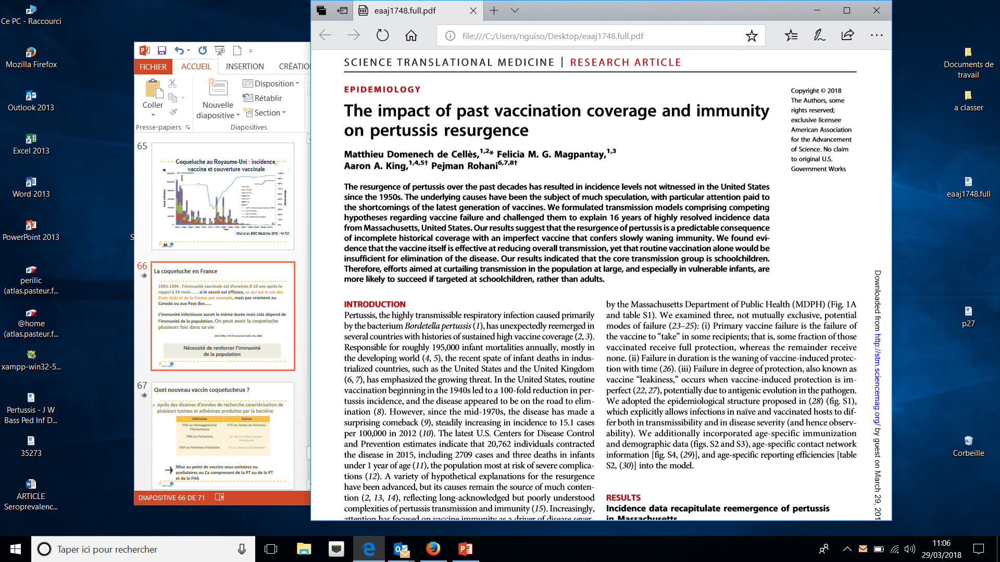 Ce PC - Raccourci
Mozilla Firefox
Outlook 2013
Excel 2013
Word 2013
PowerPoint 2013
perilic
(atlas.pasteur.f...
@home
(atlas.pasteur.f...
xampp-win32-5...
Pertussis - J W
Bass Ped Inf D...
35273
ARTICLE
Seroprevalenc...
S
FICHIER
ACCUEIL
INSERTION
CRÉATIO
Coller
Nouvelle
diapositive
Disposition
Rétablir
Section
Presse-papiers
Diapositives
65
Coqueluche au Royaume-Uni : incidence,
vaccins et couverture vaccinale
a
Choi et al. BMC Medicine 2016 ; 14:121
66
La coqueluche en France
1993-1994 : l'immunité vaccinale est d'environ 8-10 ans après le
rappel à 24 mois........si le vaccin est efficace, ce qui est le cas des
Etats-Unis et de la France par exemple, mais pas vraiment au
Canada ou aux Pays-Bas......
L'immunité infectieuse aurait la même durée mais cela dépend de
l'immunité de la population. On peut avoir la coqueluche
plusieurs fois dans sa vie
Nécessité de renforcer l'immunité
de la population
67
Quel nouveau vaccin coquelucheux ?
Après des dizaines d'années de recherche caractérisation de
plusieurs toxines et adhésines produites par la bactérie
Adhésines
Toxines
FHA ou Hémagglutinine
Filamenteuse
PTX ou Toxine de Pertussis
PRN ou Pertactine
AC-Hly ou Adényl Cyclase -
Hémolysine
FIM ou Protéines Fimbriales
TCT ou Toxine Cytotrachéale
Mise au point de vaccins sous-unitaires ou
acellulaires ou Ca comprenant de la PT ou de la PT
et de la FHA
DIAPOSITIVE 66 DE 71
eaaj1748.full.pdf
file:///C:/Users/nguiso/Desktop/eaaj1748.full.pdf
SCIENCE TRANSLATIONAL MEDICINE | RESEARCH ARTICLE
EPIDEMIOLOGY
The impact of past vaccination coverage and immunity
on pertussis resurgence
Matthieu Domenech de Cellès,1,2* Felicia M. G. Magpantay,1,3
Aaron A. King,1,4,5† Pejman Rohani6,7,8†
Copyright © 2018
The Authors, some
rights reserved;
exclusive licensee
American Association
for the Advancement
of Science. No claim
to original U.S.
Government Works
The resurgence of pertussis over the past decades has resulted in incidence levels not witnessed in the United States
since the 1950s. The underlying causes have been the subject of much speculation, with particular attention paid to
the shortcomings of the latest generation of vaccines. We formulated transmission models comprising competing
hypotheses regarding vaccine failure and challenged them to explain 16 years of highly resolved incidence data
from Massachusetts, United States. Our results suggest that the resurgence of pertussis is a predictable consequence
of incomplete historical coverage with an imperfect vaccine that confers slowly waning immunity. We found evi-
dence that the vaccine itself is effective at reducing overall transmission, yet that routine vaccination alone would be
insufficient for elimination of the disease. Our results indicated that the core transmission group is schoolchildren.
Therefore, efforts aimed at curtailing transmission in the population at large, and especially in vulnerable infants, are
more likely to succeed if targeted at schoolchildren, rather than adults.
INTRODUCTION
Pertussis, the highly transmissible respiratory infection caused primarily
by the bacterium Bordetella pertussis (1), has unexpectedly reemerged in
several countries with histories of sustained high vaccine coverage (2, 3).
Responsible for roughly 195,000 infant mortalities annually, mostly in
the developing world (4, 5), the recent spate of infant deaths in indus-
trialized countries, such as the United States and the United Kingdom
(6, 7), has emphasized the growing threat. In the United States, routine
vaccination beginning in the 1940s led to a 100-fold reduction in per-
tussis incidence, and the disease appeared to be on the road to elim-
ination (8). However, since the mid-1970s, the disease has made a
surprising comeback (9), steadily increasing in incidence to 15.1 cases
per 100,000 in 2012 (10). The latest U.S. Centers for Disease Control
and Prevention estimates indicate that 20,762 individuals contracted
the disease in 2015, including 2709 cases and three deaths in infants
under 1 year of age (11), the population most at risk of severe complica-
tions (12). A variety of hypothetical explanations for the resurgence
have been advanced, but its causes remain the source of much conten-
tion (2, 13, 14), reflecting long-acknowledged but poorly understood
complexities of pertussis transmission and immunity (15). Increasingly,
attention has focused on vaccine immunity as a driver of disease sever-
by the Massachusetts Department of Public Health (MDPH) (Fig. 1A
and table S1). We examined three, not mutually exclusive, potential
modes of failure (23–25): (i) Primary vaccine failure is the failure of
the vaccine to “take” in some recipients; that is, some fraction of those
vaccinated receive full protection, whereas the remainder receive
none. (ii) Failure in duration is the waning of vaccine-induced protec-
tion with time (26). (iii) Failure in degree of protection, also known as
vaccine “leakiness,” occurs when vaccine-induced protection is im-
perfect (22, 27), potentially due to antigenic evolution in the pathogen.
We adopted the epidemiological structure proposed in (28) (fig. S1),
which explicitly allows infections in naïve and vaccinated hosts to dif-
fer both in transmissibility and in disease severity (and hence observ-
ability). We additionally incorporated age-specific immunization
and demographic data (figs. S2 and S3), age-specific contact network
information [fig. S4, (29)], and age-specific reporting efficiencies [table
S2, (30)] into the model.
RESULTS
Incidence data recapitulate reemergence of pertussis
in Massachusetts
Downloaded from http://stm.sciencemag.org/ by guest on March 29, 201
Documents de
travail
a classer
eaaj1748.full
p27
Corbeille
Taper ici pour rechercher
11:06
29/03/2018